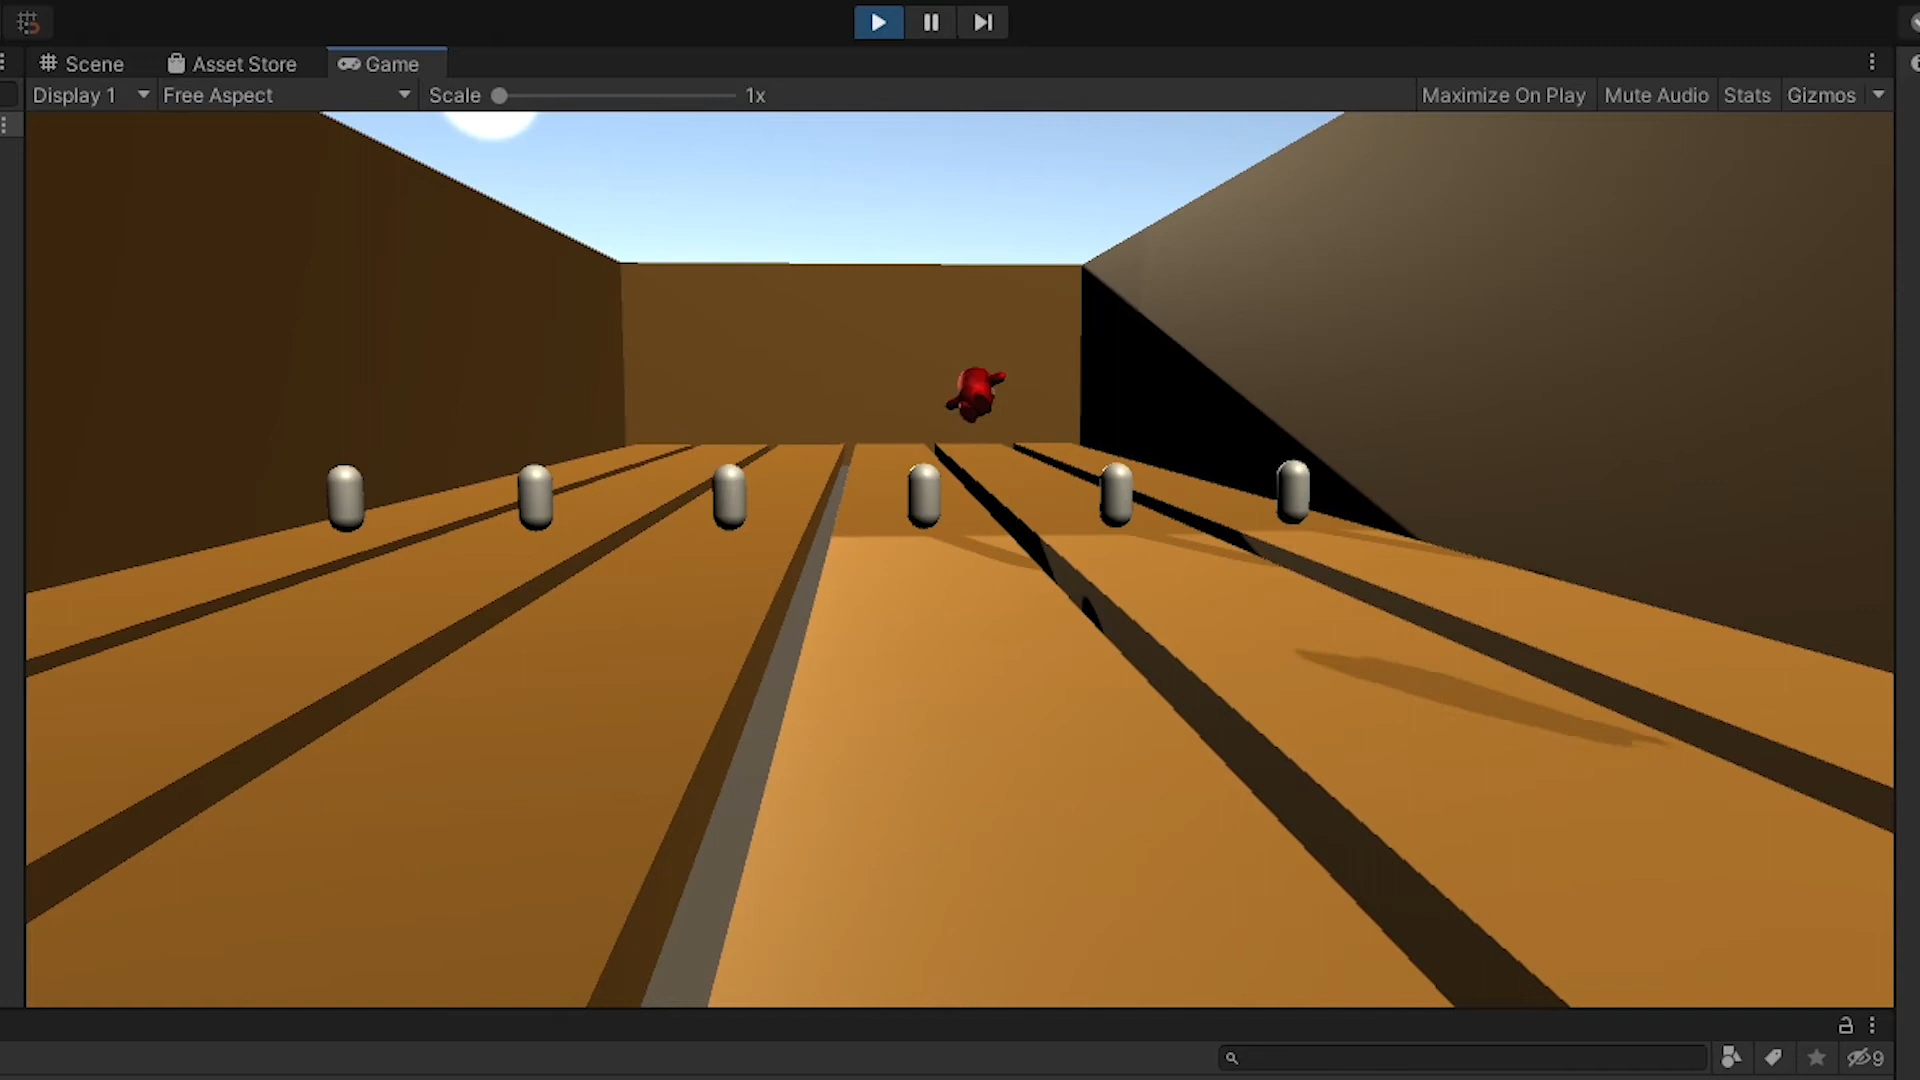 Scene Asset Store Game
Display 1 Free Aspect Scale 1x Maximize On Play Mute Audio Stats Gizmos
9